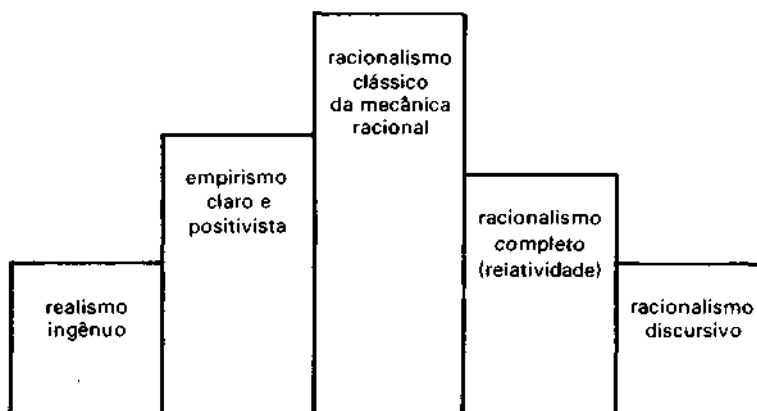 realismo
ingênuo
empirismo
claro e
positivista
racionalismo
clássico
da mecânica
racional
racionalismo
completo
(relatividade)
racionalismo
discursivo